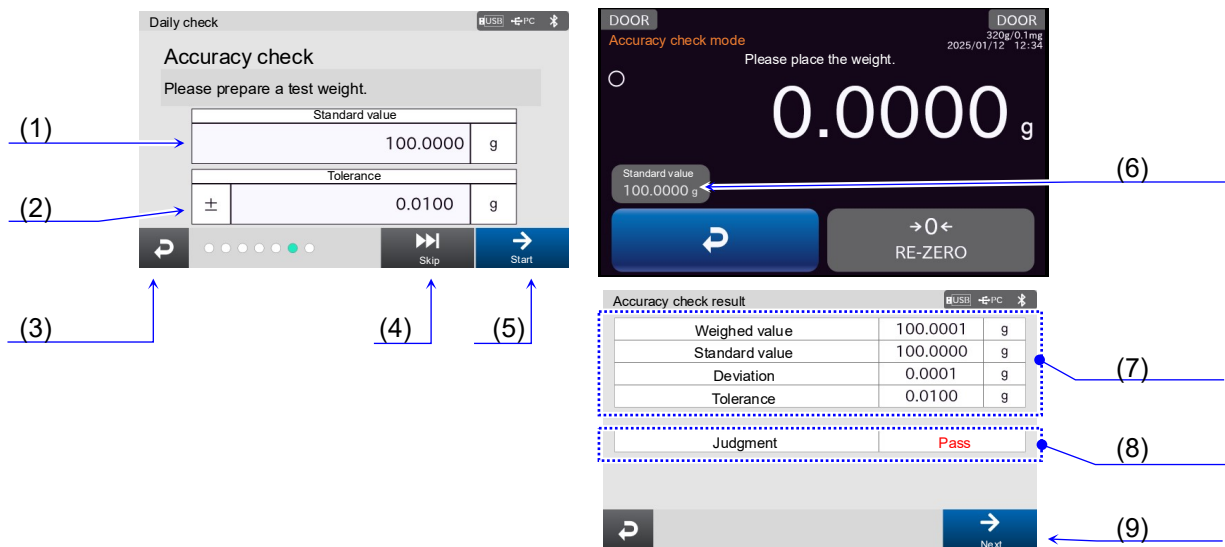 Daily check
USB PC
Accuracy check
Please prepare a test weight.
Standard value
100.0000 g
Tolerance
± 0.0100 g
Skip
Start
(1)
(2)
(3)
(4)
(5)
DOOR DOOR
Accuracy check mode
320g/0.1mg
2025/01/12 12:34
Please place the weight.
0.0000 g
Standard value
100.0000 g
→0←
RE-ZERO
(6)
Accuracy check result
USB PC
Weighed value 100.0001 g
Standard value 100.0000 g
Deviation 0.0001 g
Tolerance 0.0100 g
Judgment Pass
Next
(7)
(8)
(9)